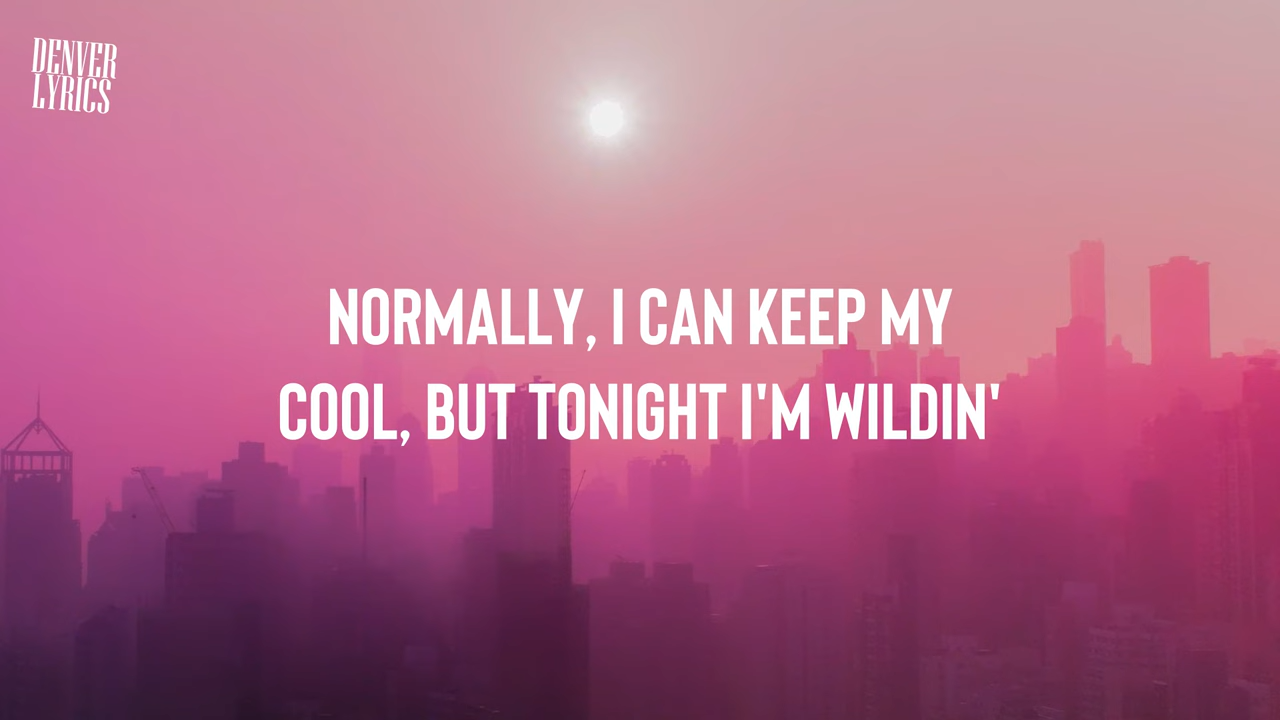 DENVER
LYRICS
NORMALLY, I CAN KEEP MY
COOL, BUT TONIGHT I'M WILDIN'